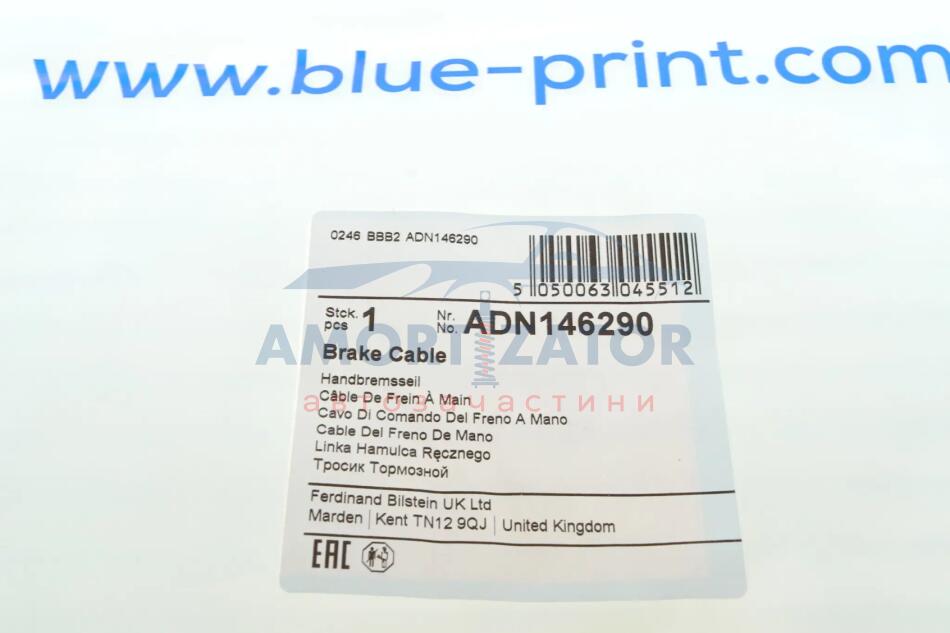 www.blue-print.com
0246 BBB2 ADN146290
5 050063 045512
Stck. pcs 1 Nr. No. ADN146290
AMORTIZATOR
Brake Cable
Handbremsseil
Câble De Frein À Main
автозапчастини
Cavo Di Comando Del Freno A Mano
Cable Del Freno De Mano
Linka Hamulca Ręcznego
Тросик Тормозной
Ferdinand Bilstein UK Ltd
Marden | Kent TN12 9QJ | United Kingdom
EAC